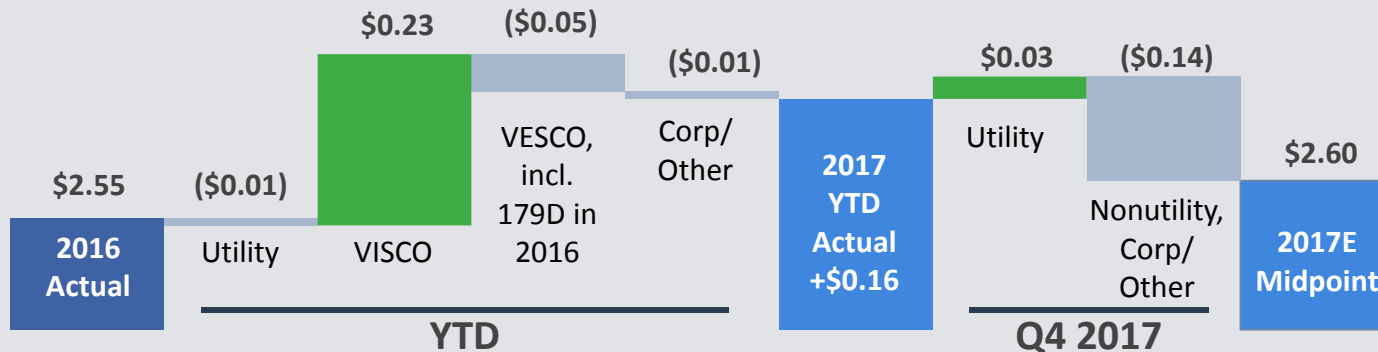 $0.23
($0.05)
($0.01)
$0.03
($0.14)
$2.55
($0.01)
$2.60
2016
Actual
Utility
VISCO
VESCO,
incl.
179D in
2016
Corp/
Other
2017
YTD
Actual
+$0.16
Utility
Nonutility,
Corp/
Other
2017E
Midpoint
YTD
Q4 2017